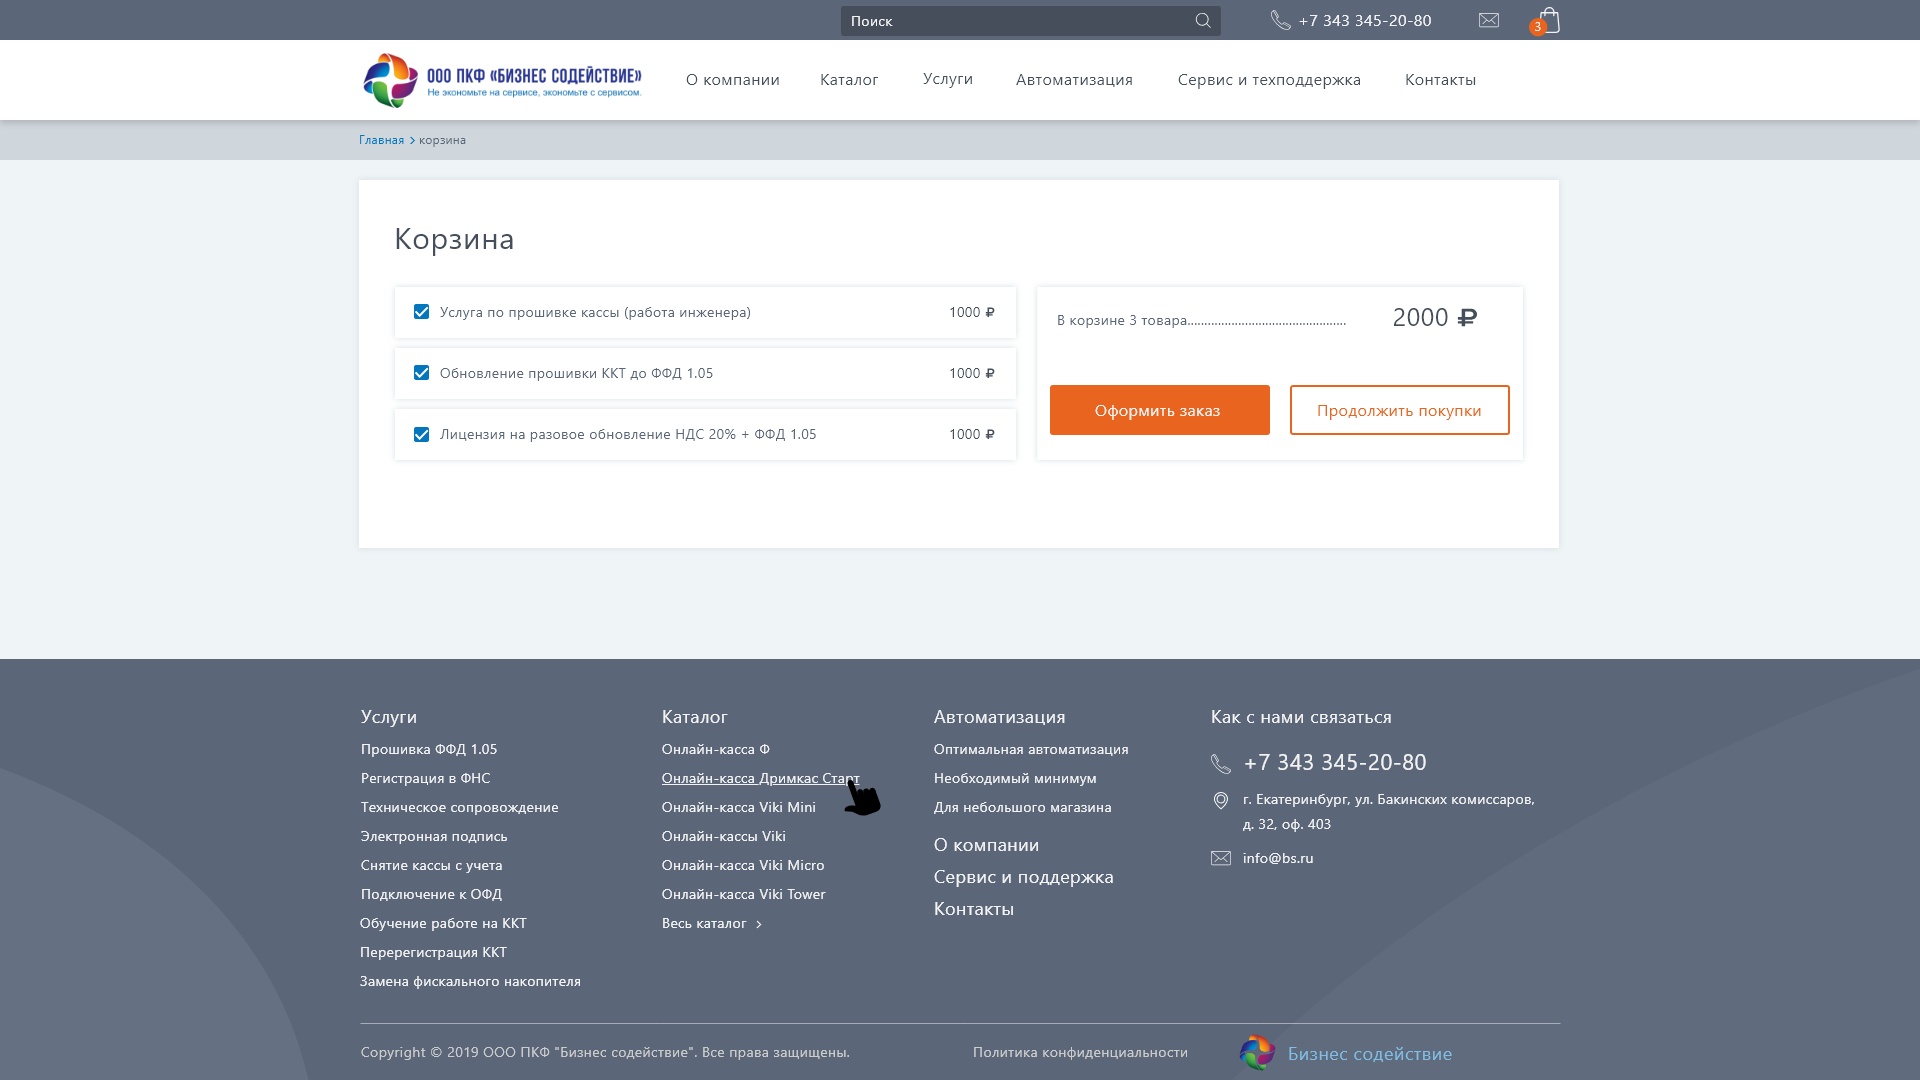 Поиск
+7 343 345-20-80
3
ООО ПКФ «БИЗНЕС СОДЕЙСТВИЕ»
Не экономьте на сервисе, экономьте с сервисом.
О компании
Каталог
Услуги
Автоматизация
Сервис и техподдержка
Контакты
Главная > корзина
Корзина
Услуга по прошивке кассы (работа инженера) 1000 ₽
Обновление прошивки ККТ до ФФД 1.05 1000 ₽
Лицензия на разовое обновление НДС 20% + ФФД 1.05 1000 ₽
В корзине 3 товара............................................... 2000 ₽
Оформить заказ
Продолжить покупки
Услуги
Прошивка ФФД 1.05
Регистрация в ФНС
Техническое сопровождение
Электронная подпись
Снятие кассы с учета
Подключение к ОФД
Обучение работе на ККТ
Перерегистрация ККТ
Замена фискального накопителя
Каталог
Онлайн-касса Ф
Онлайн-касса Дримкас Старт
Онлайн-касса Viki Mini
Онлайн-кассы Viki
Онлайн-касса Viki Micro
Онлайн-касса Viki Tower
Весь каталог >
Автоматизация
Оптимальная автоматизация
Необходимый минимум
Для небольшого магазина
О компании
Сервис и поддержка
Контакты
Как с нами связаться
+7 343 345-20-80
г. Екатеринбург, ул. Бакинских комиссаров,
д. 32, оф. 403
info@bs.ru
Copyright © 2019 ООО ПКФ "Бизнес содействие". Все права защищены.
Политика конфиденциальности
Бизнес содействие